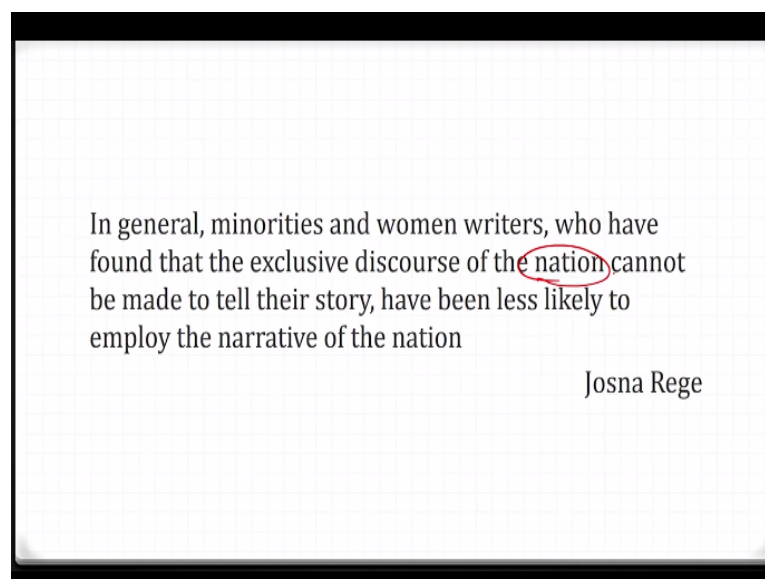 In general, minorities and women writers, who have
found that the exclusive discourse of the nation cannot
be made to tell their story, have been less likely to
employ the narrative of the nation
Josna Rege